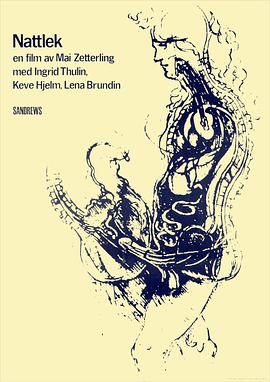 Nattlek
en film av Mai Zetterling
med Ingrid Thulin,
Keve Hjelm, Lena Brundin
SANDREWS